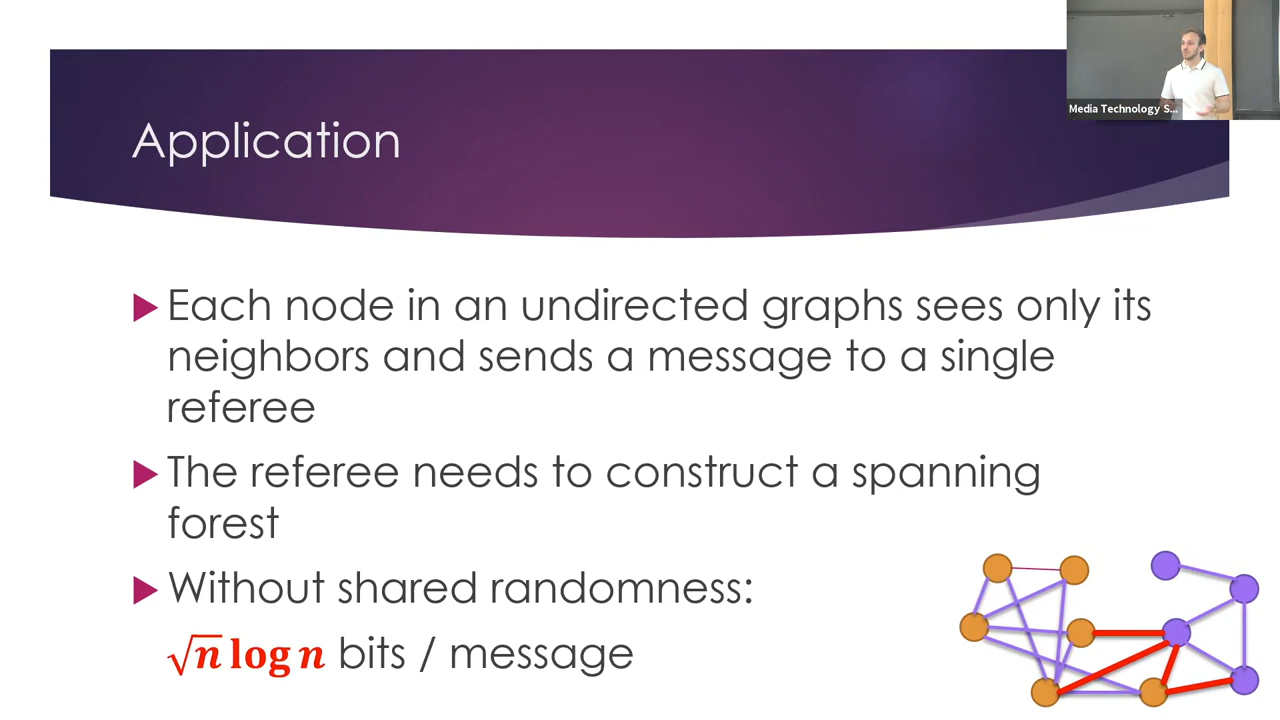 Media Technology S...
Application
Each node in an undirected graphs sees only its
neighbors and sends a message to a single
referee
The referee needs to construct a spanning
forest
Without shared randomness:
√n log n bits / message